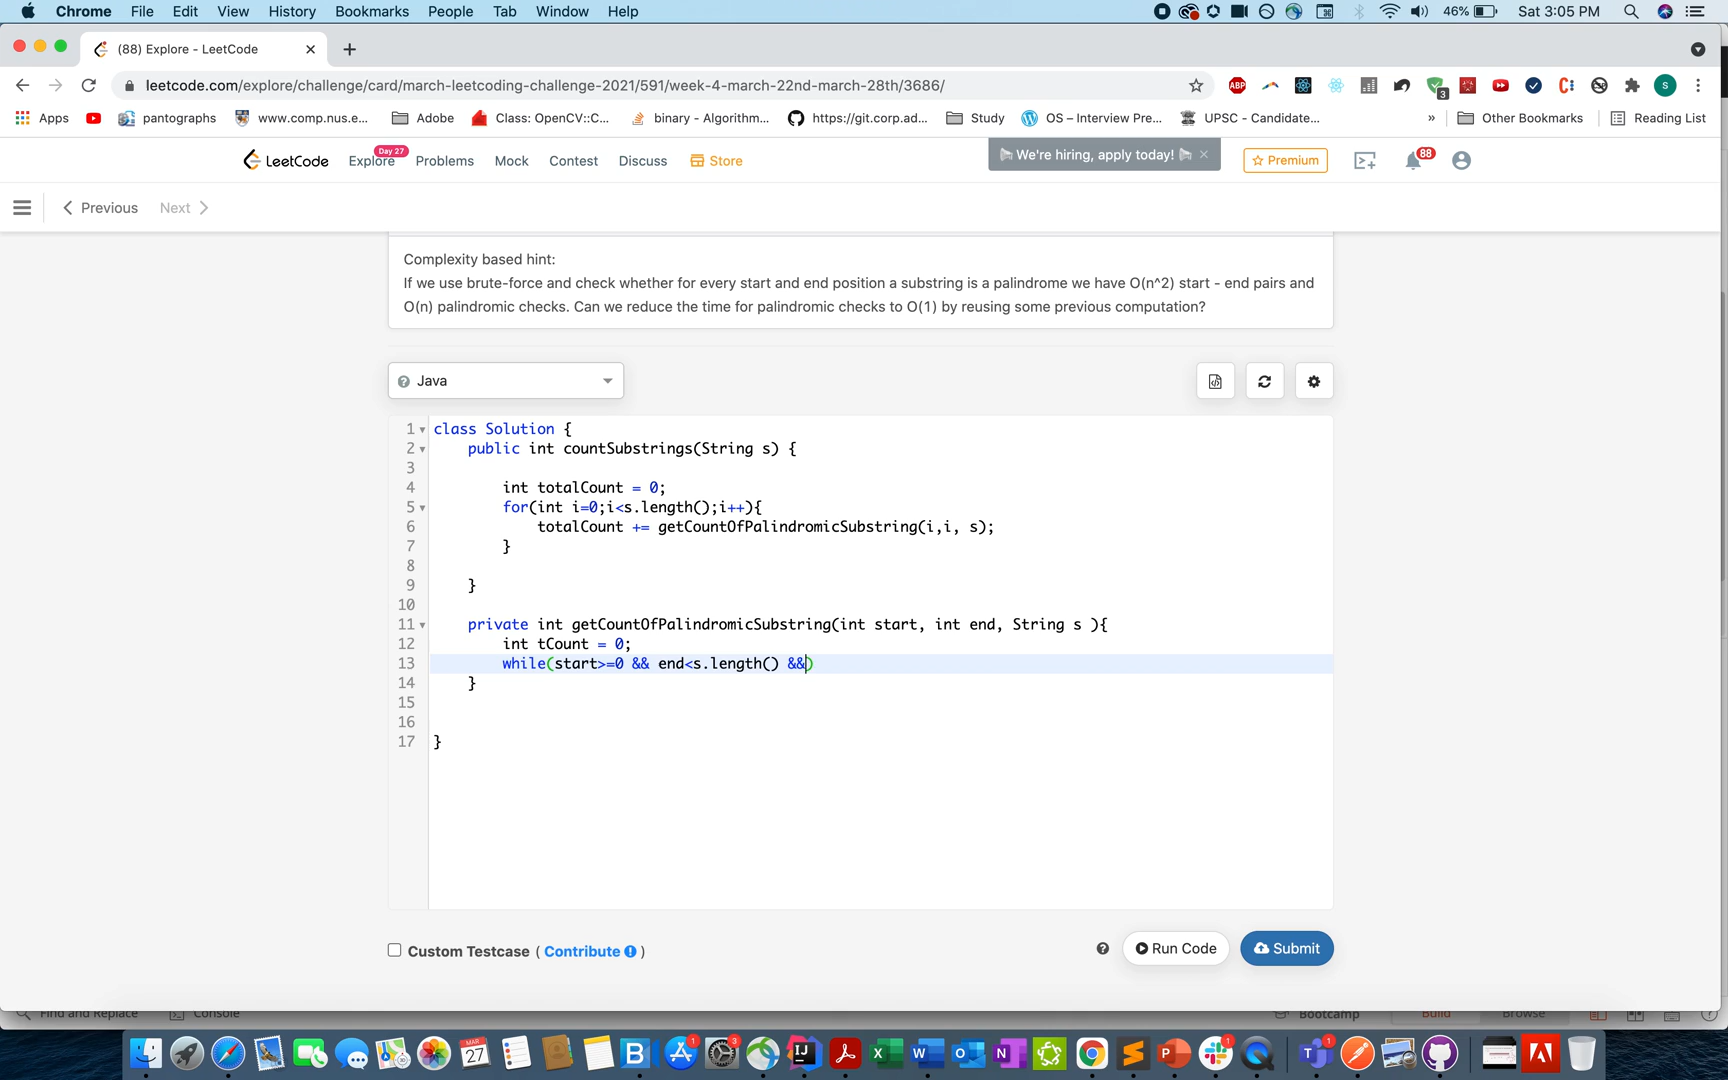 Chrome File Edit View History Bookmarks People Tab Window Help 46% Sat 3:05 PM
(88) Explore - LeetCode
leetcode.com/explore/challenge/card/march-leetcoding-challenge-2021/591/week-4-march-22nd-march-28th/3686/
Apps pantographs www.comp.nus.e... Adobe Class: OpenCV::C... binary - Algorithm... https://git.corp.ad... Study OS – Interview Pre... UPSC - Candidate... » Other Bookmarks Reading List
LeetCode Explore Day 27 Problems Mock Contest Discuss Store We're hiring, apply today! Premium 88
Previous Next
Complexity based hint:
If we use brute-force and check whether for every start and end position a substring is a palindrome we have O(n^2) start - end pairs and
O(n) palindromic checks. Can we reduce the time for palindromic checks to O(1) by reusing some previous computation?
Java
1 class Solution {
2 public int countSubstrings(String s) {
3
4 int totalCount = 0;
5 for(int i=0;i<s.length();i++){
6 totalCount += getCountOfPalindromicSubstring(i,i, s);
7 }
8
9 }
10
11 private int getCountOfPalindromicSubstring(int start, int end, String s ){
12 int tCount = 0;
13 while(start>=0 && end<s.length() &&)
14 }
15
16
17 }
Custom Testcase ( Contribute ) Run Code Submit
Find and Replace Console Bootcamp Build Browse
MAR 27